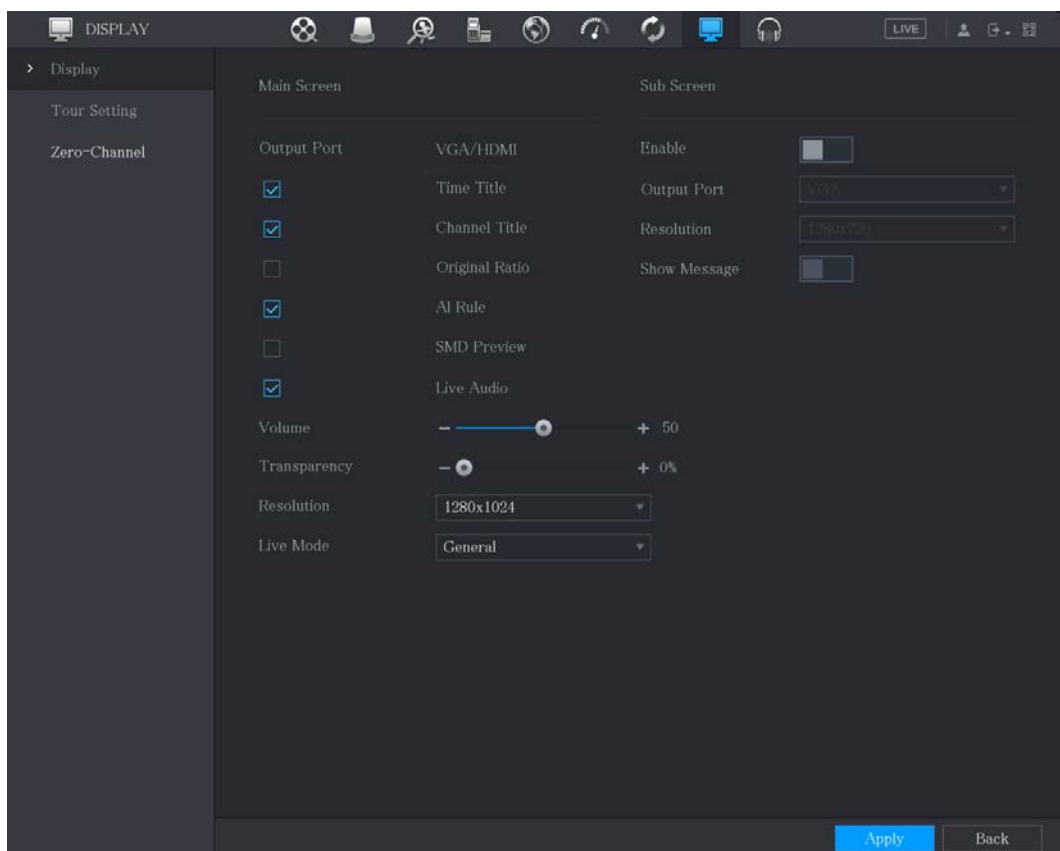 DISPLAY
LIVE
Display
Tour Setting
Zero-Channel
Main Screen
Sub Screen
Output Port VGA/HDMI
Enable
Time Title
Output Port VGA
Channel Title
Resolution 1280x720
Original Ratio
Show Message
AI Rule
SMD Preview
Live Audio
Volume 50
Transparency 0%
Resolution 1280x1024
Live Mode General
Apply Back